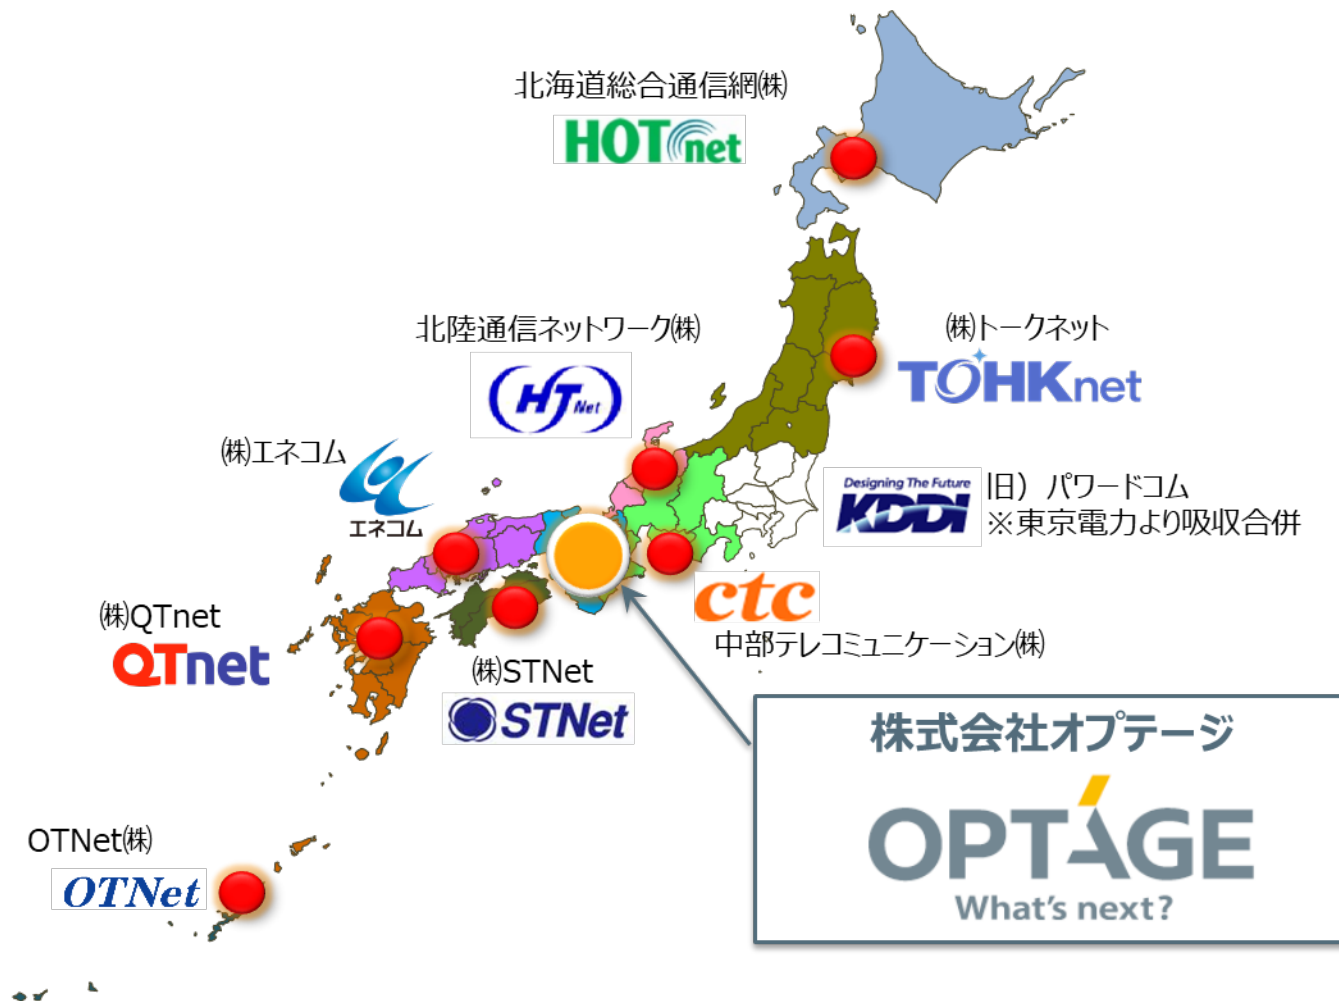 北海道総合通信網㈱
HOTnet
北陸通信ネットワーク㈱
HTNet
㈱トークネット
TOHKnet
㈱エネコム
エネコム
Designing The Future
KDDI
旧） パワードコム
※東京電力より吸収合併
㈱QTnet
QTnet
ctc
中部テレコミュニケーション㈱
㈱STNet
STNet
株式会社オプテージ
OPTAGE
What's next?
OTNet㈱
OTNet